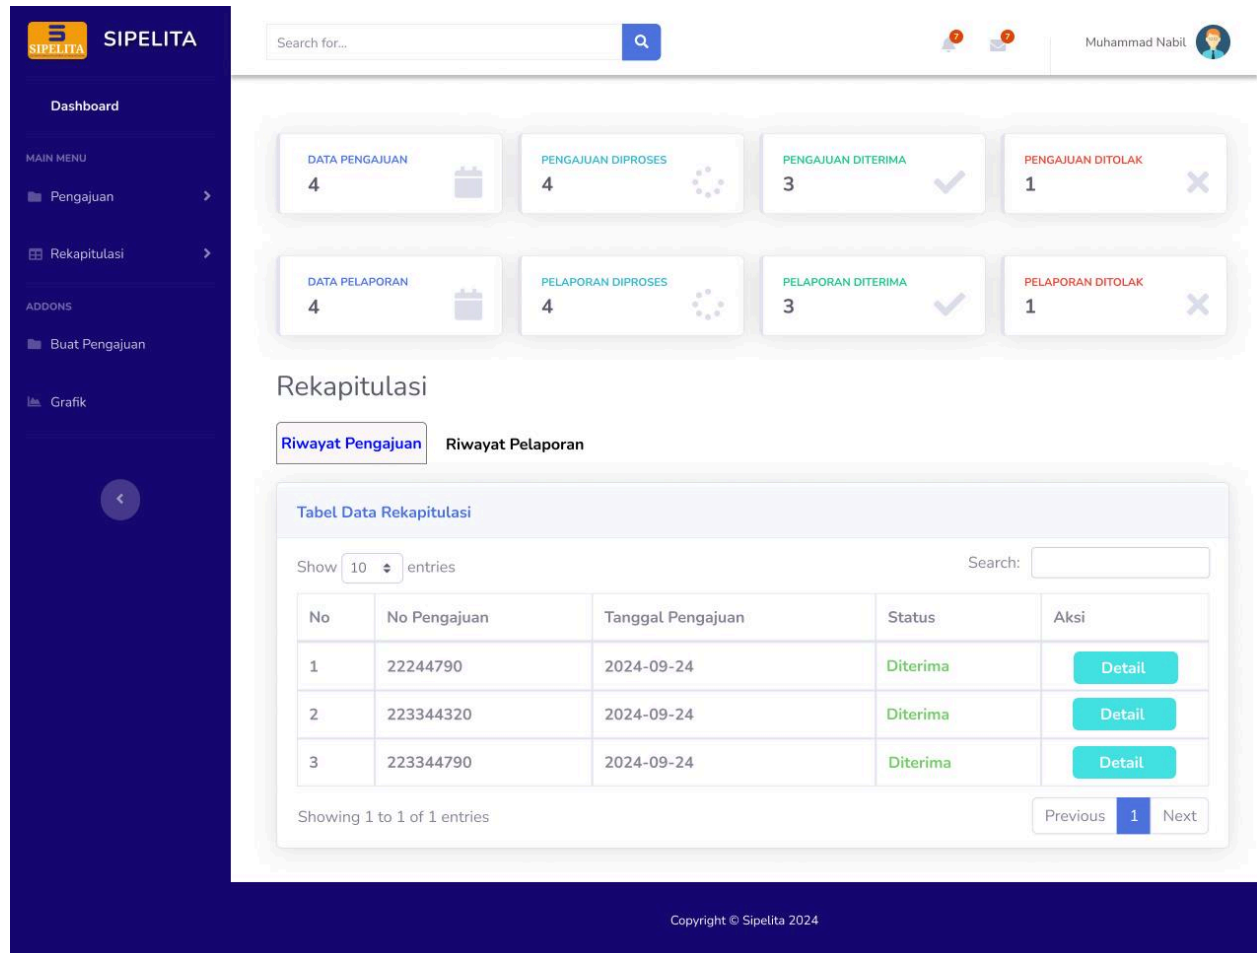 SIPELITA
SIPELITA
Search for...
7
7
Muhammad Nabil
Dashboard
MAIN MENU
Pengajuan
Rekapitulasi
ADDONS
Buat Pengajuan
Grafik
DATA PENGAJUAN
4
PENGAJUAN DIPROSES
4
PENGAJUAN DITERIMA
3
PENGAJUAN DITOLAK
1
DATA PELAPORAN
4
PELAPORAN DIPROSES
4
PELAPORAN DITERIMA
3
PELAPORAN DITOLAK
1
Rekapitulasi
Riwayat Pengajuan Riwayat Pelaporan
Tabel Data Rekapitulasi
Show 10 entries Search:
No No Pengajuan Tanggal Pengajuan Status Aksi
1 22244790 2024-09-24 Diterima Detail
2 223344320 2024-09-24 Diterima Detail
3 223344790 2024-09-24 Diterima Detail
Showing 1 to 1 of 1 entries Previous 1 Next
Copyright © Sipelita 2024